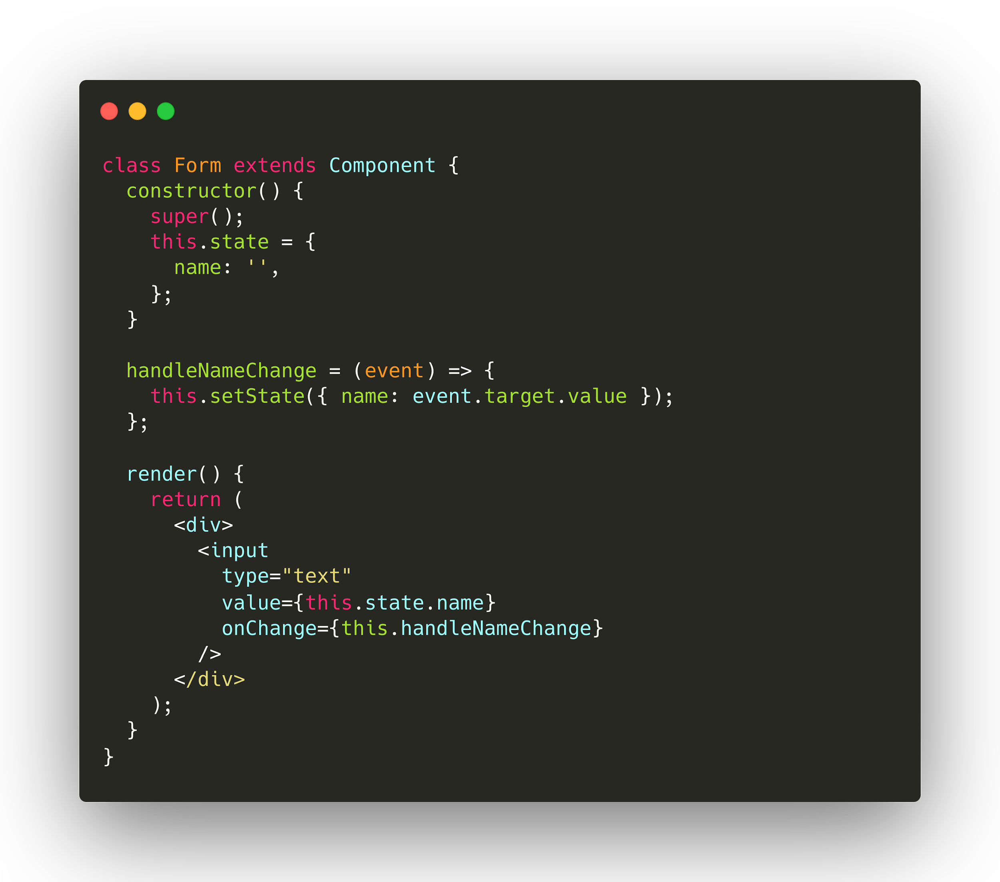 class Form extends Component {
  constructor() {
    super();
    this.state = {
      name: '',
    };
  }

  handleNameChange = (event) => {
    this.setState({ name: event.target.value });
  };

  render() {
    return (
      <div>
        <input
          type="text"
          value={this.state.name}
          onChange={this.handleNameChange}
        />
      </div>
    );
  }
}